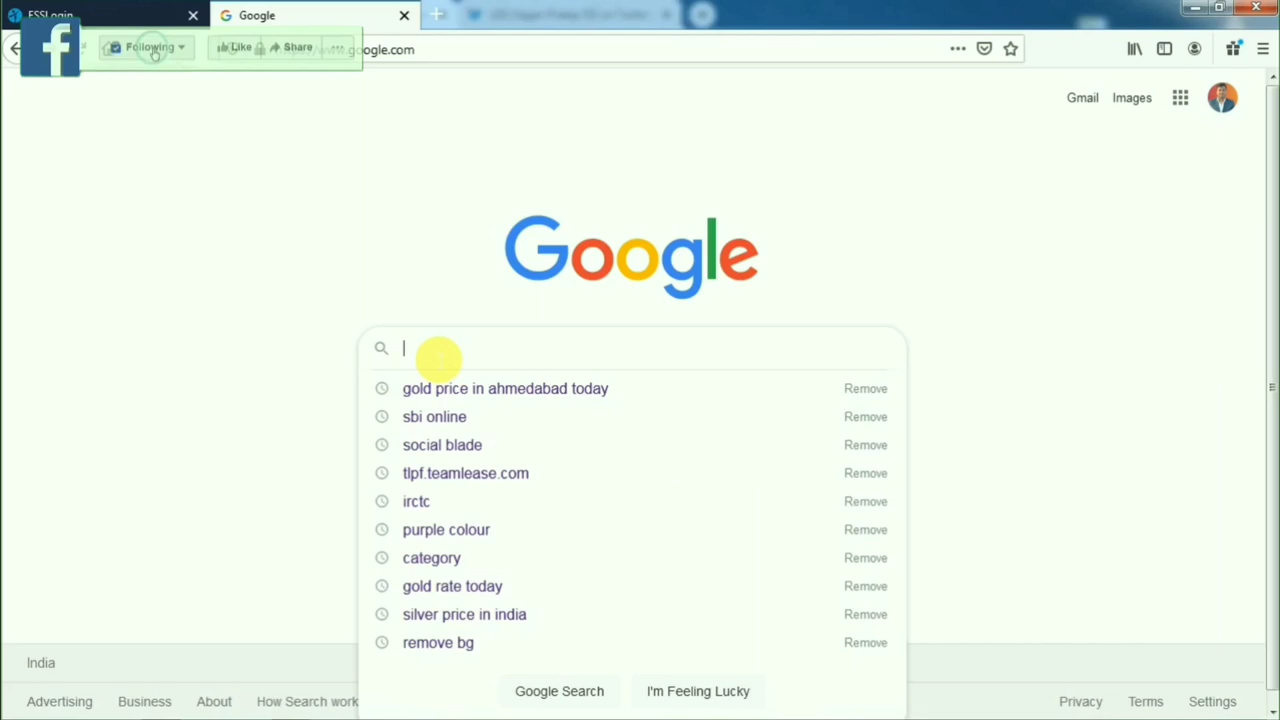 ESSLogin
Google
Following
Like
Share
google.com
Gmail
Images
Google
gold price in ahmedabad today
Remove
sbi online
Remove
social blade
Remove
tlpf.teamlease.com
Remove
irctc
Remove
purple colour
Remove
category
Remove
gold rate today
Remove
silver price in india
Remove
remove bg
Remove
Google Search
I'm Feeling Lucky
India
Advertising
Business
About
How Search work
Privacy
Terms
Settings